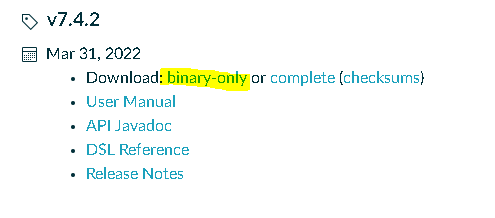 v7.4.2
Mar 31, 2022
Download: binary-only or complete (checksums)
User Manual
API Javadoc
DSL Reference
Release Notes